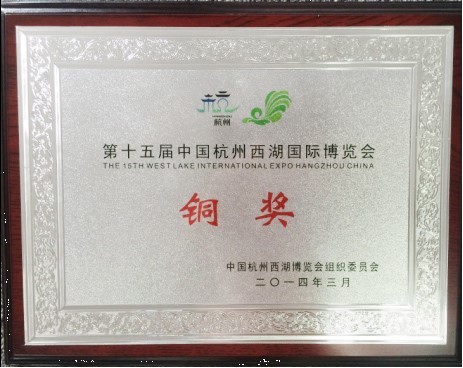 杭州
第十五届中国杭州西湖国际博览会
THE 15TH WEST LAKE INTERNATIONAL EXPO HANGZHOU CHINA
铜奖
中国杭州西湖博览会组织委员会
二〇一四年三月